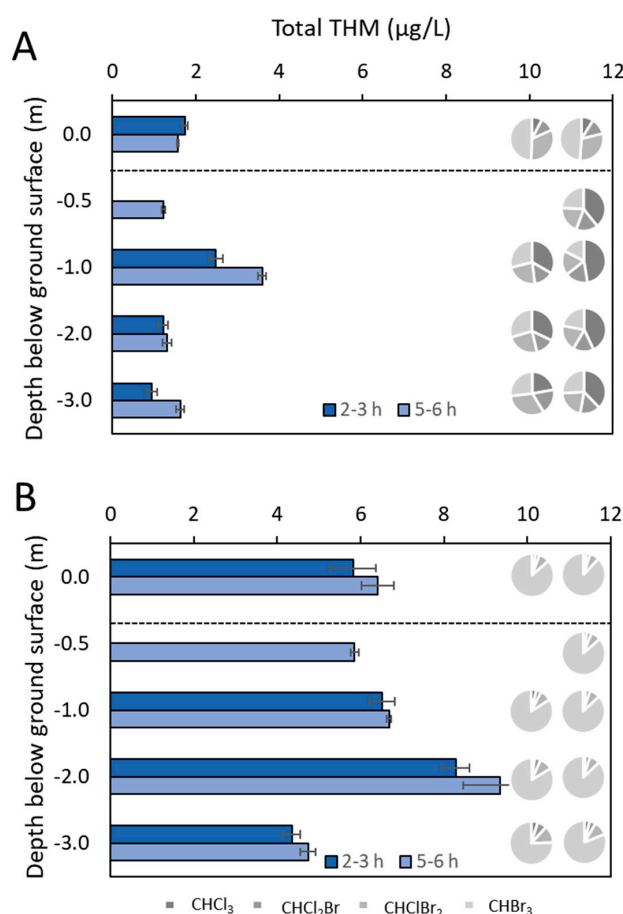 A
Total THM (µg/L)
0 2 4 6 8 10 12
Depth below ground surface (m)
0.0
-0.5
-1.0
-2.0
-3.0
2-3 h 5-6 h
B
0 2 4 6 8 10 12
Depth below ground surface (m)
0.0
-0.5
-1.0
-2.0
-3.0
2-3 h 5-6 h
CHCl₃ CHCl₂Br CHClBr₂ CHBr₃